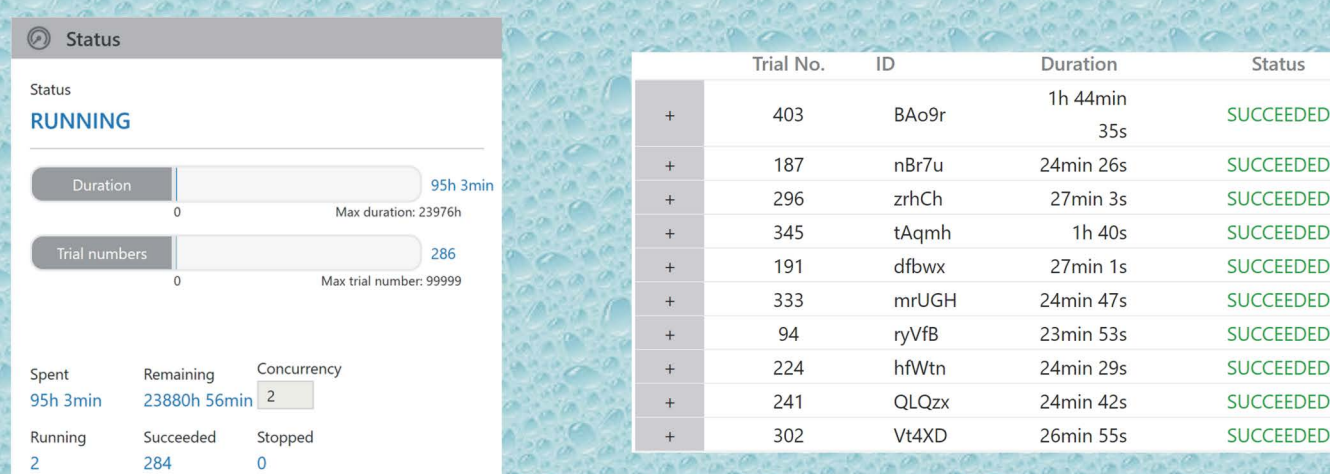 Status
Status
RUNNING
Duration
95h 3min
0
Max duration: 23976h
Trial numbers
286
0
Max trial number: 99999
Spent
Remaining
Concurrency
95h 3min
23880h 56min
2
Running
Succeeded
Stopped
2
284
0
Trial No. ID Duration Status
+ 403 BAo9r 1h 44min 35s SUCCEEDED
+ 187 nBr7u 24min 26s SUCCEEDED
+ 296 zrhCh 27min 3s SUCCEEDED
+ 345 tAqmh 1h 40s SUCCEEDED
+ 191 dfbwx 27min 1s SUCCEEDED
+ 333 mrUGH 24min 47s SUCCEEDED
+ 94 ryVfB 23min 53s SUCCEEDED
+ 224 hfWtn 24min 29s SUCCEEDED
+ 241 QLQzx 24min 42s SUCCEEDED
+ 302 Vt4XD 26min 55s SUCCEEDED